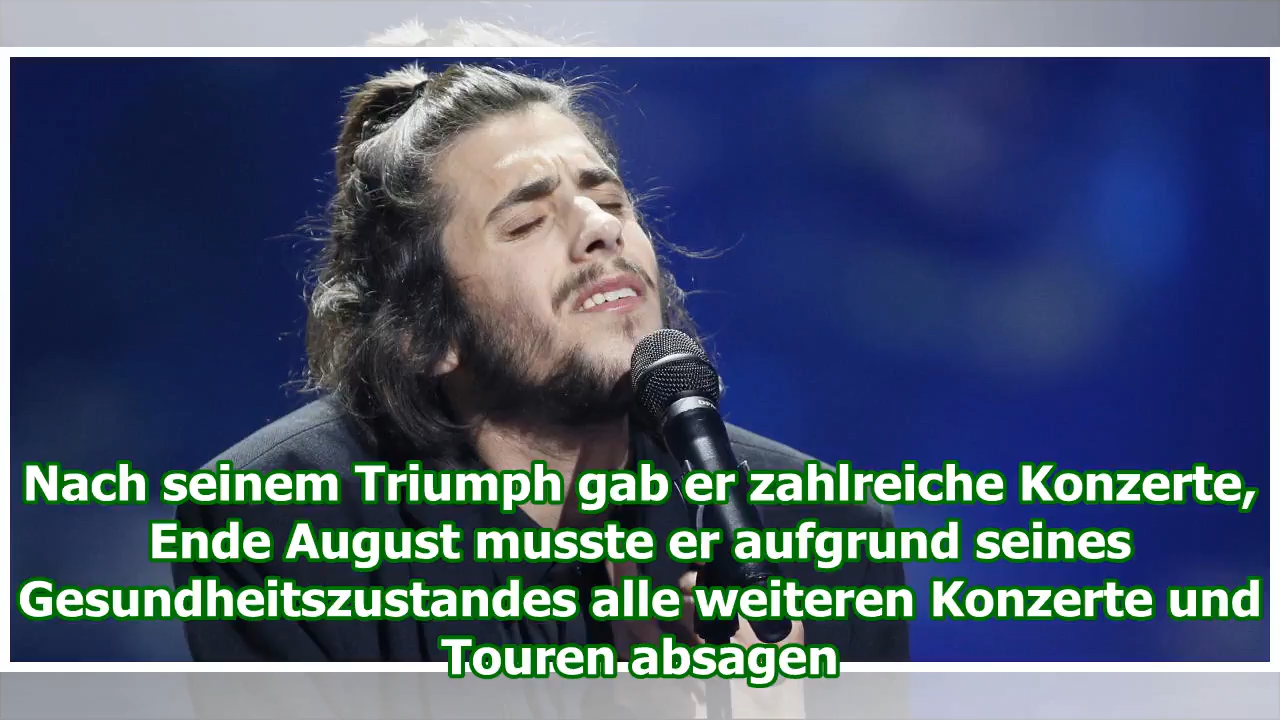 Nach seinem Triumph gab er zahlreiche Konzerte,
Ende August musste er aufgrund seines
Gesundheitszustandes alle weiteren Konzerte und
Touren absagen